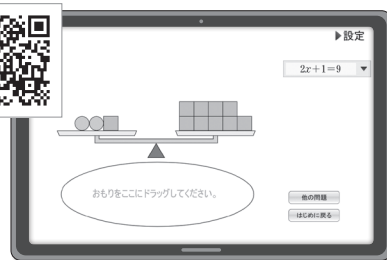 ▶設定
2x+1=9 ▼
おもりをここにドラッグしてください。
他の問題
はじめに戻る